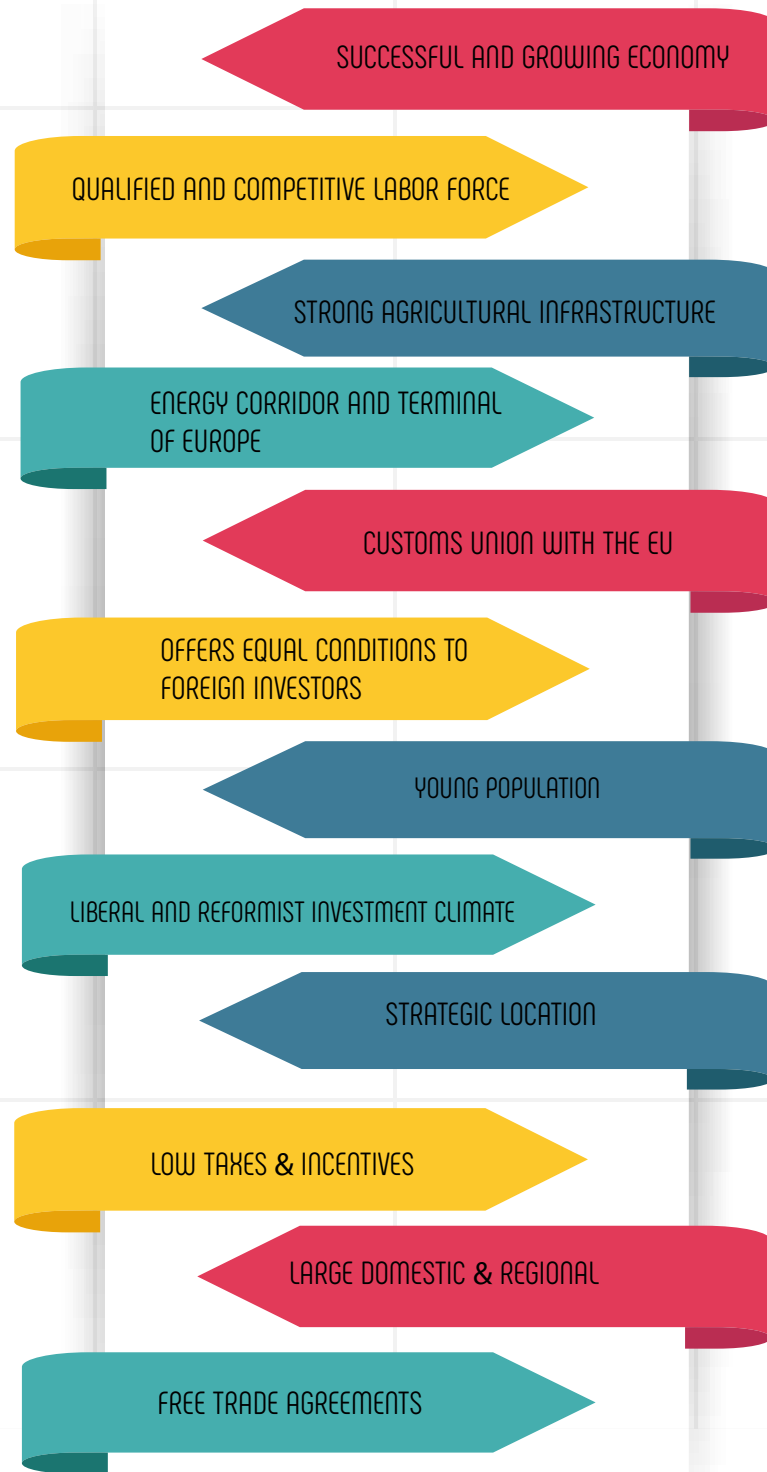 SUCCESSFUL AND GROWING ECONOMY
QUALIFIED AND COMPETITIVE LABOR FORCE
STRONG AGRICULTURAL INFRASTRUCTURE
ENERGY CORRIDOR AND TERMINAL
OF EUROPE
CUSTOMS UNION WITH THE EU
OFFERS EQUAL CONDITIONS TO
FOREIGN INVESTORS
YOUNG POPULATION
LIBERAL AND REFORMIST INVESTMENT CLIMATE
STRATEGIC LOCATION
LOW TAXES & INCENTIVES
LARGE DOMESTIC & REGIONAL
FREE TRADE AGREEMENTS